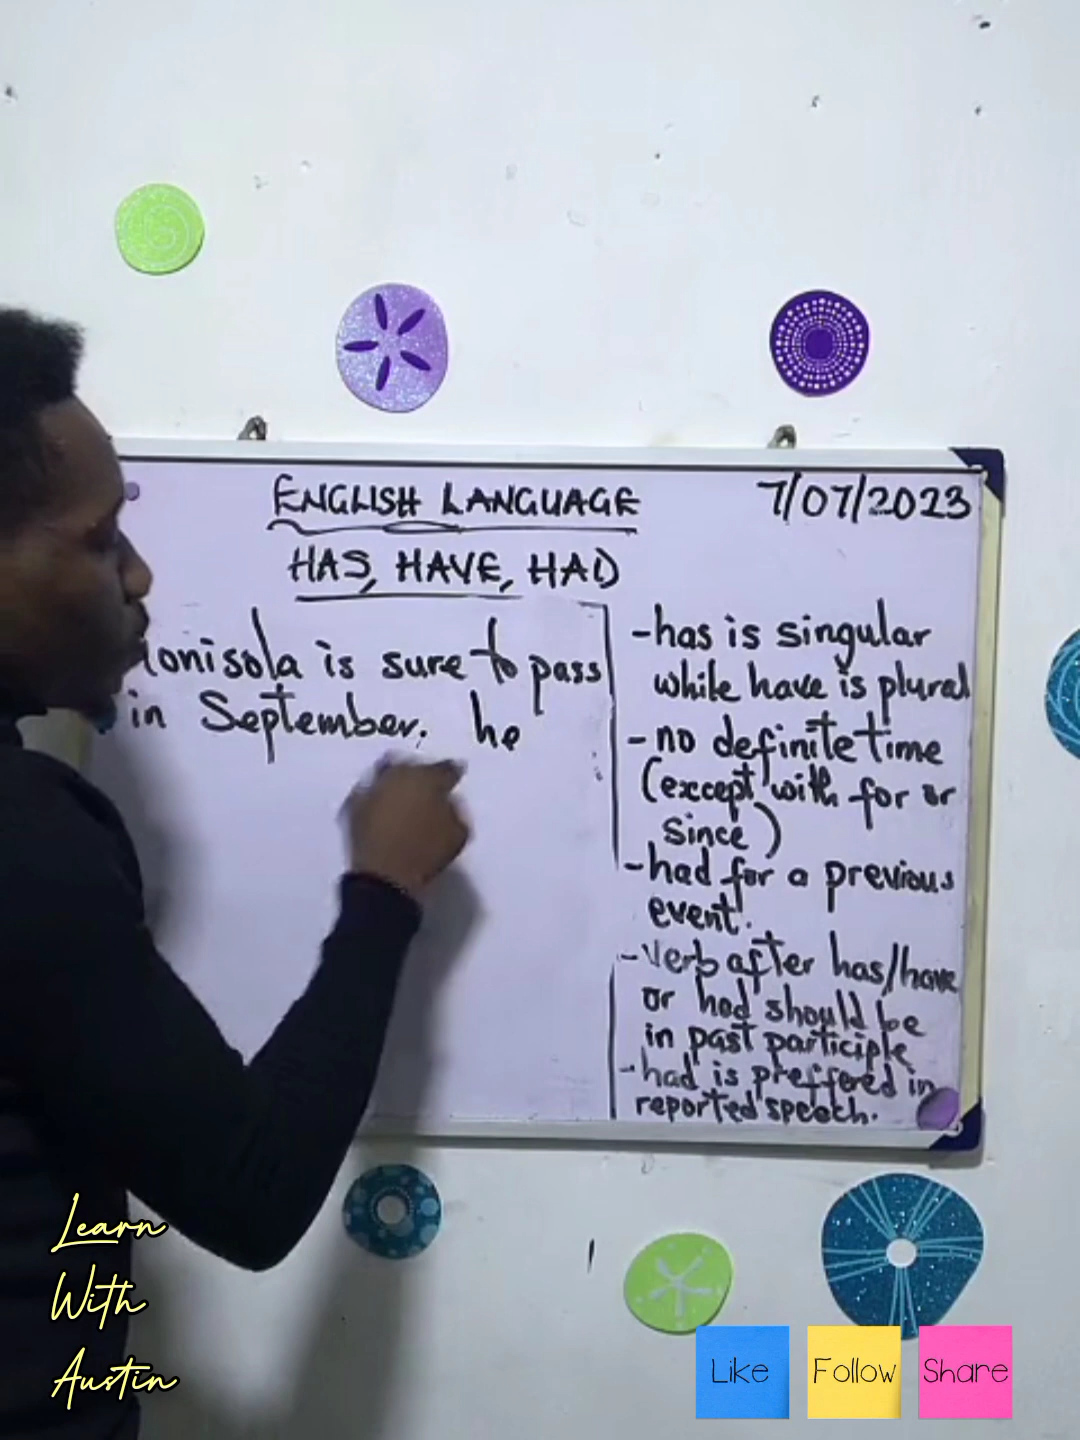 ENGLISH LANGUAGE 7/07/2023
HAS, HAVE, HAD
is sure to pass
in September. he
-has is singular
while have is plural
-no definite time
(except with for or
since)
-had for a previous
event.
-verb after has/have
or had should be
in past participle
-had is preffered in
reported speech.
Learn
With
Austin
Like Follow Share